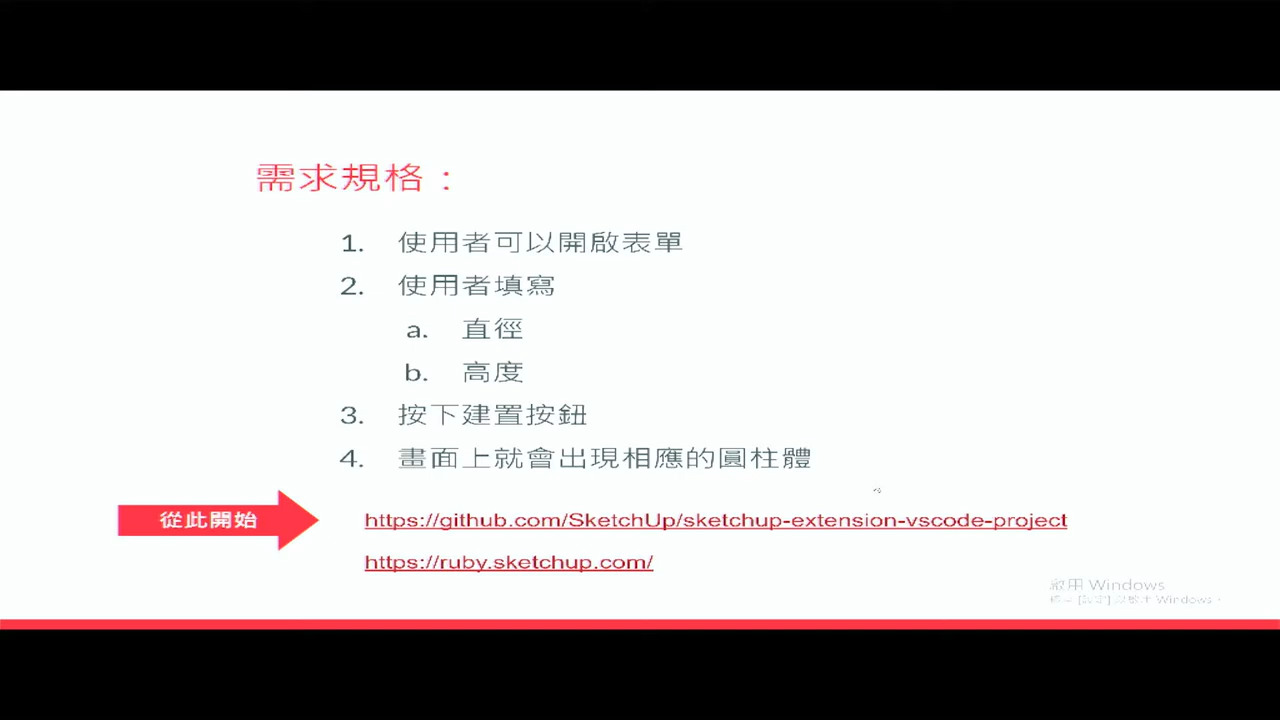 需求規格：
1. 使用者可以開啟表單
2. 使用者填寫
a. 直徑
b. 高度
3. 按下建置按鈕
4. 畫面上就會出現相應的圓柱體
從此開始
https://github.com/SketchUp/sketchup-extension-vscode-project
https://ruby.sketchup.com/
啟用 Windows